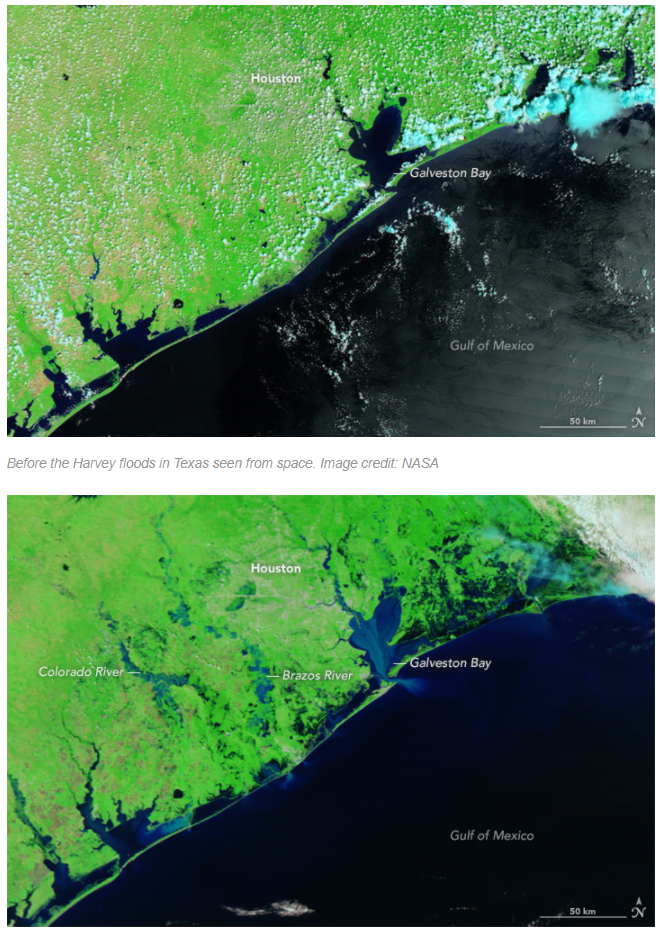 Houston
Galveston Bay
Gulf of Mexico
50 km
N
Before the Harvey floods in Texas seen from space. Image credit: NASA
Houston
Colorado River
Brazos River
Galveston Bay
Gulf of Mexico
50 km
N